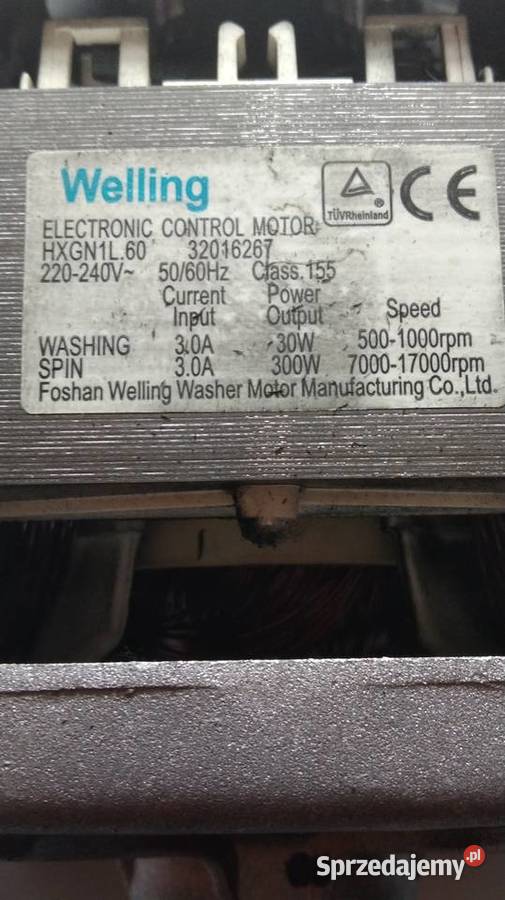 Welling
TÜVRheinland ® CE
ELECTRONIC CONTROL MOTOR
HXGN1L.60 32016267
220-240V~ 50/60Hz Class.155
Current Power
Input Output Speed
WASHING 3.0A 30W 500-1000rpm
SPIN 3.0A 300W 7000-17000rpm
Foshan Welling Washer Motor Manufacturing Co.,Ltd.
Sprzedajemy.pl